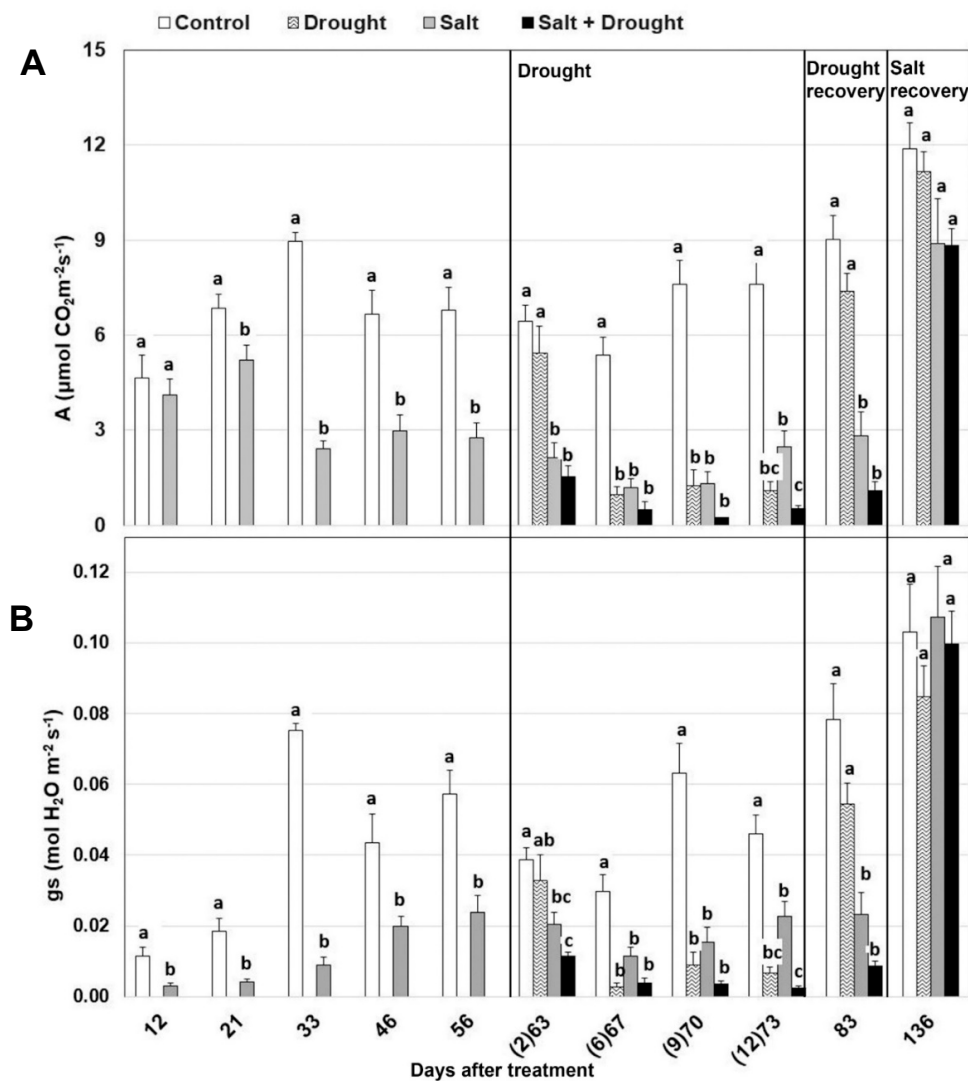 Control Drought Salt Salt + Drought
A
15
12
9
6
3
0
A (μmol CO₂m⁻²s⁻¹)
Drought
Drought
recovery
Salt
recovery
a a
a b
a b
a b
a b
a a b b
a b b b
a b b b
a bc b c
a a b b
a a a a
B
0.12
0.10
0.08
0.06
0.04
0.02
0.00
gs (mol H₂O m⁻² s⁻¹)
a b
a b
a b
a b
a b
a ab bc c
a b b b
a b b b
a bc b c
a a b b
a a a a
12 21 33 46 56 (2)63 (6)67 (9)70 (12)73 83 136
Days after treatment